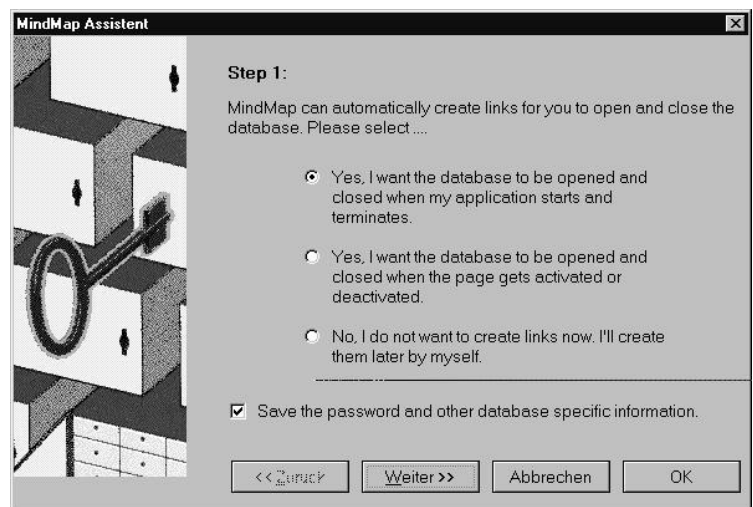 MindMap Assistent
Step 1:
MindMap can automatically create links for you to open and close the
database. Please select ....
Yes, I want the database to be opened and
closed when my application starts and
terminates.
Yes, I want the database to be opened and
closed when the page gets activated or
deactivated.
No, I do not want to create links now. I'll create
them later by myself.
Save the password and other database specific information.
<< Zurück Weiter >> Abbrechen OK